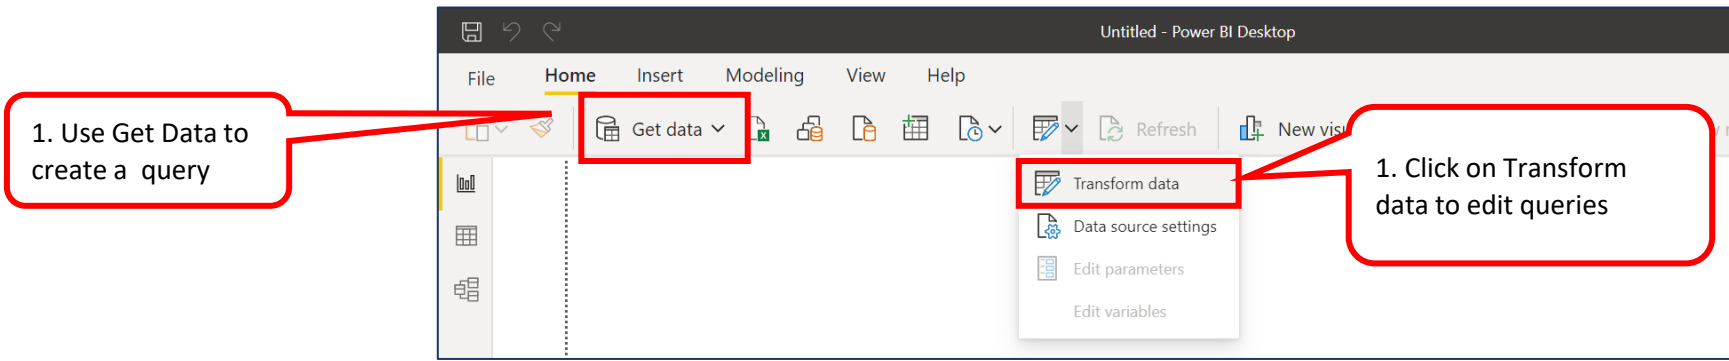 Untitled - Power BI Desktop
File Home Insert Modeling View Help
1. Use Get Data to
create a query
Get data
Refresh
New
1. Click on Transform
data to edit queries
Transform data
Data source settings
Edit parameters
Edit variables